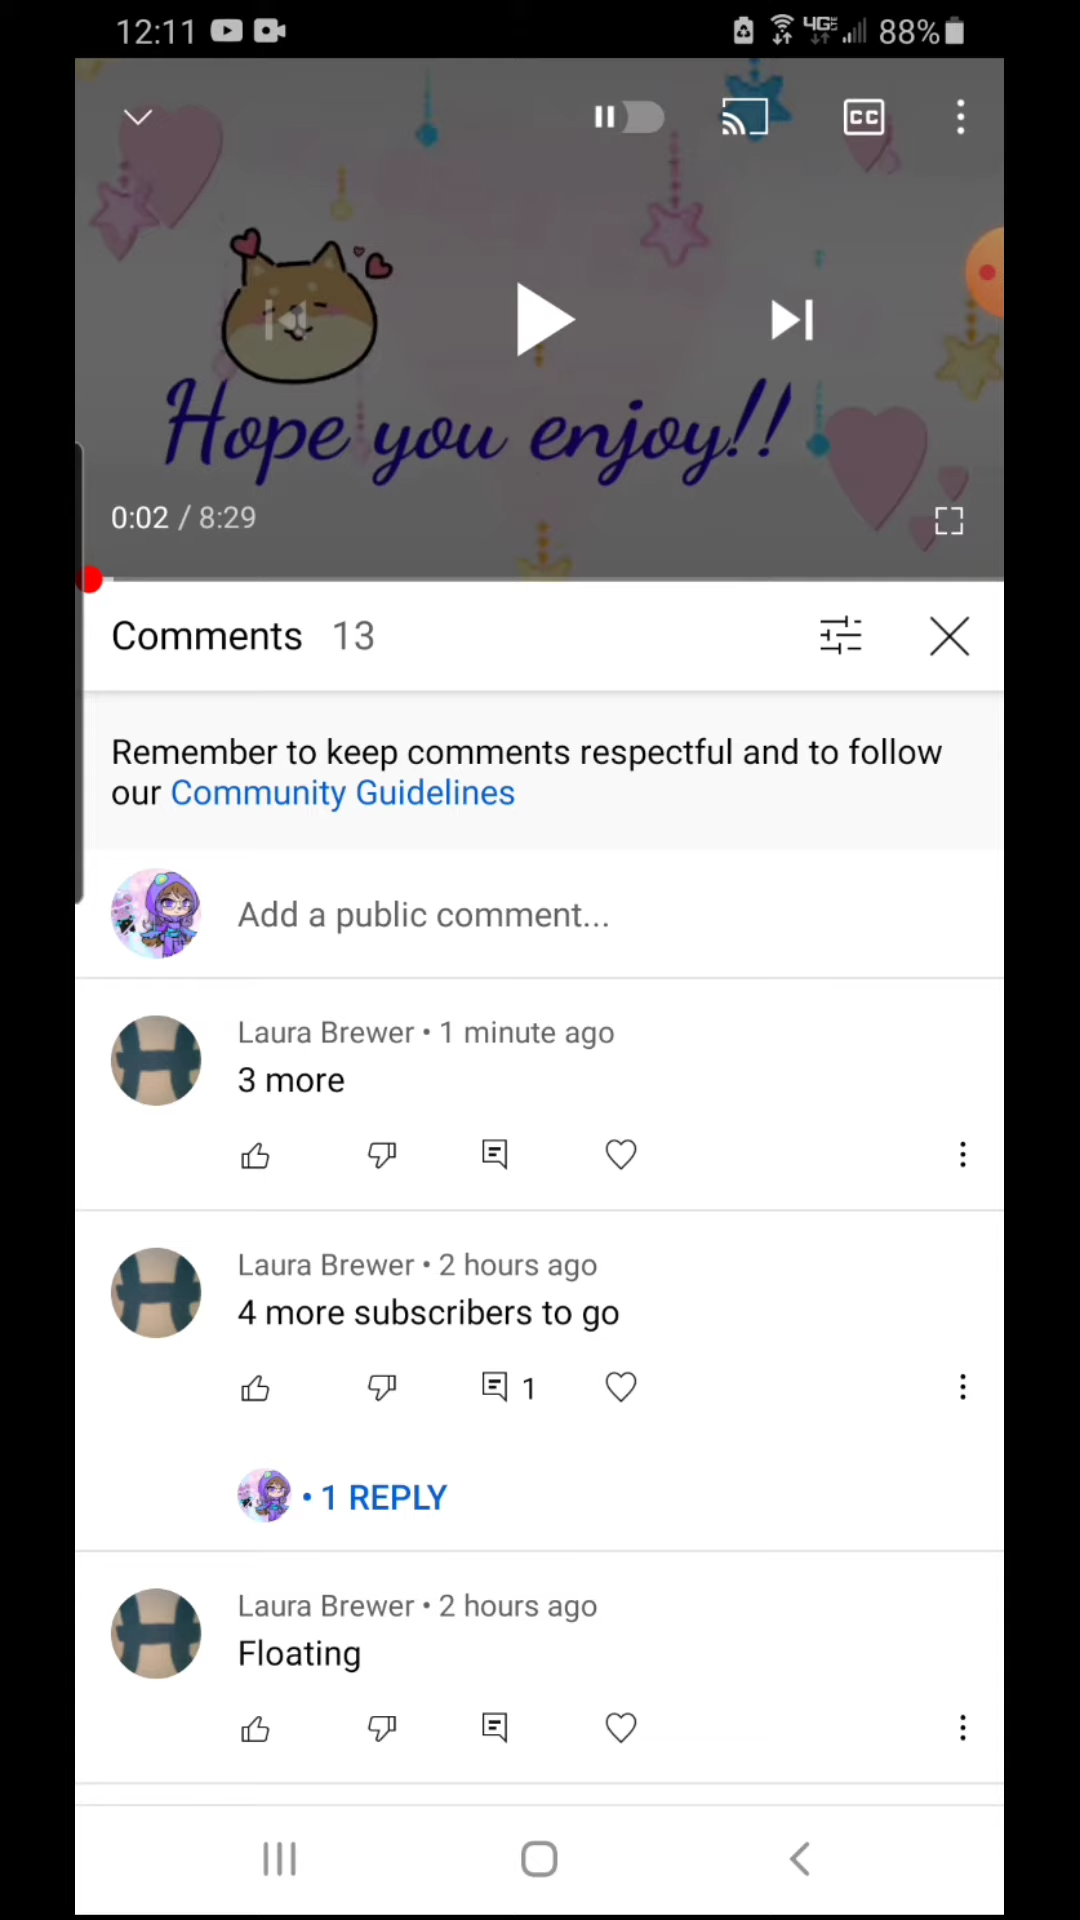 12:11
4G
88%
CC
Hope you enjoy!!
0:02 / 8:29
Comments 13
Remember to keep comments respectful and to follow
our Community Guidelines
Add a public comment...
Laura Brewer • 1 minute ago
3 more
Laura Brewer • 2 hours ago
4 more subscribers to go
1
• 1 REPLY
Laura Brewer • 2 hours ago
Floating